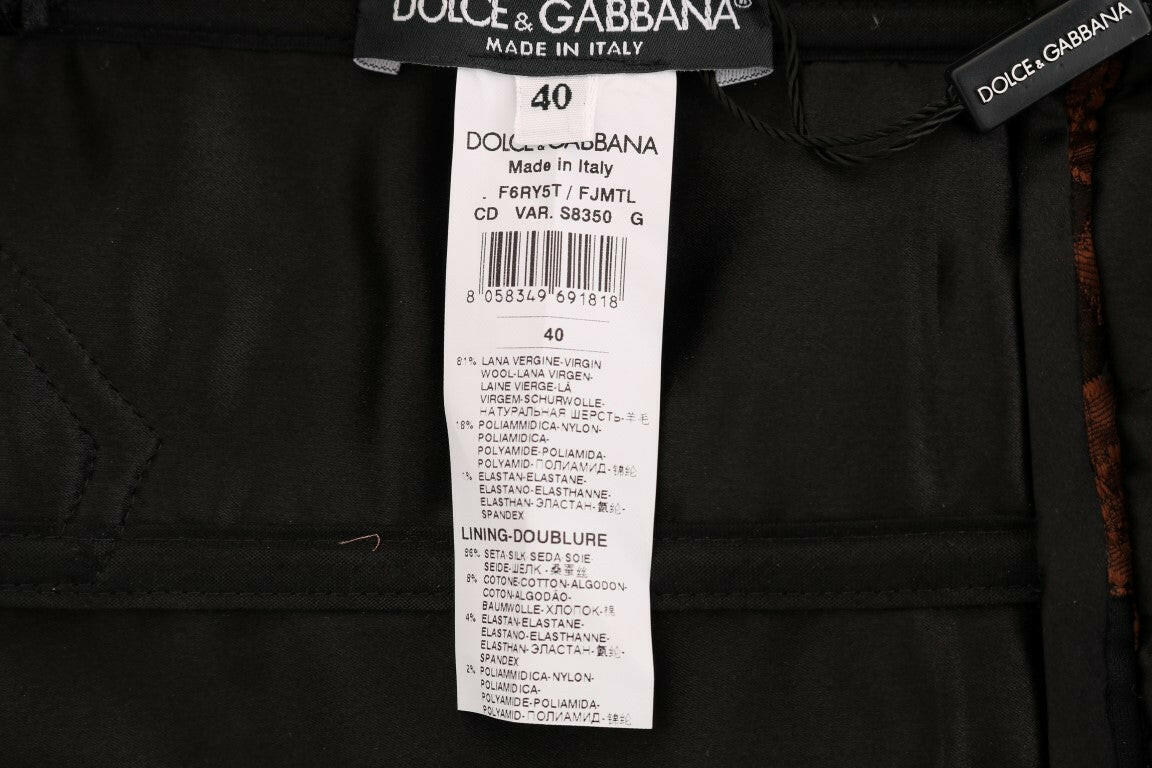 DOLCE & GABBANA®
MADE IN ITALY
DOLCE & GABBANA
40
DOLCE & GABBANA
Made in Italy
. F6RY5T / FJMTL
CD VAR. S8350 G
8 058349 691818
40
81% LANA VERGINE-VIRGIN
WOOL-LANA VIRGEN-
LAINE VIERGE-LÃ
VIRGEM-SCHURWOLLE-
НАТУРАЛЬНАЯ ШЕРСТЬ-羊毛
18% POLIAMMIDICA-NYLON-
POLIAMIDICA-
POLYAMIDE-POLIAMIDA-
POLYAMID-ПОЛИАМИД-锦纶
1% ELASTAN-ELASTANE-
ELASTANO-ELASTHANNE-
ELASTHAN-ЭЛАСТАН-氨纶-
SPANDEX
LINING-DOUBLURE
86% SETA-SILK SEDA SOIE
SEIDE-ШЕЛК-桑蚕丝
8% COTONE-COTTON-ALGODON-
COTON-ALGODÃO-
BAUMWOLLE-ХЛОПОК-棉
4% ELASTAN-ELASTANE-
ELASTANO-ELASTHANNE-
ELASTHAN-ЭЛАСТАН-氨纶-
SPANDEX
2% POLIAMMIDICA-NYLON-
POLIAMIDICA-
POLYAMIDE-POLIAMIDA-
POLYAMID-ПОЛИАМИД-锦纶